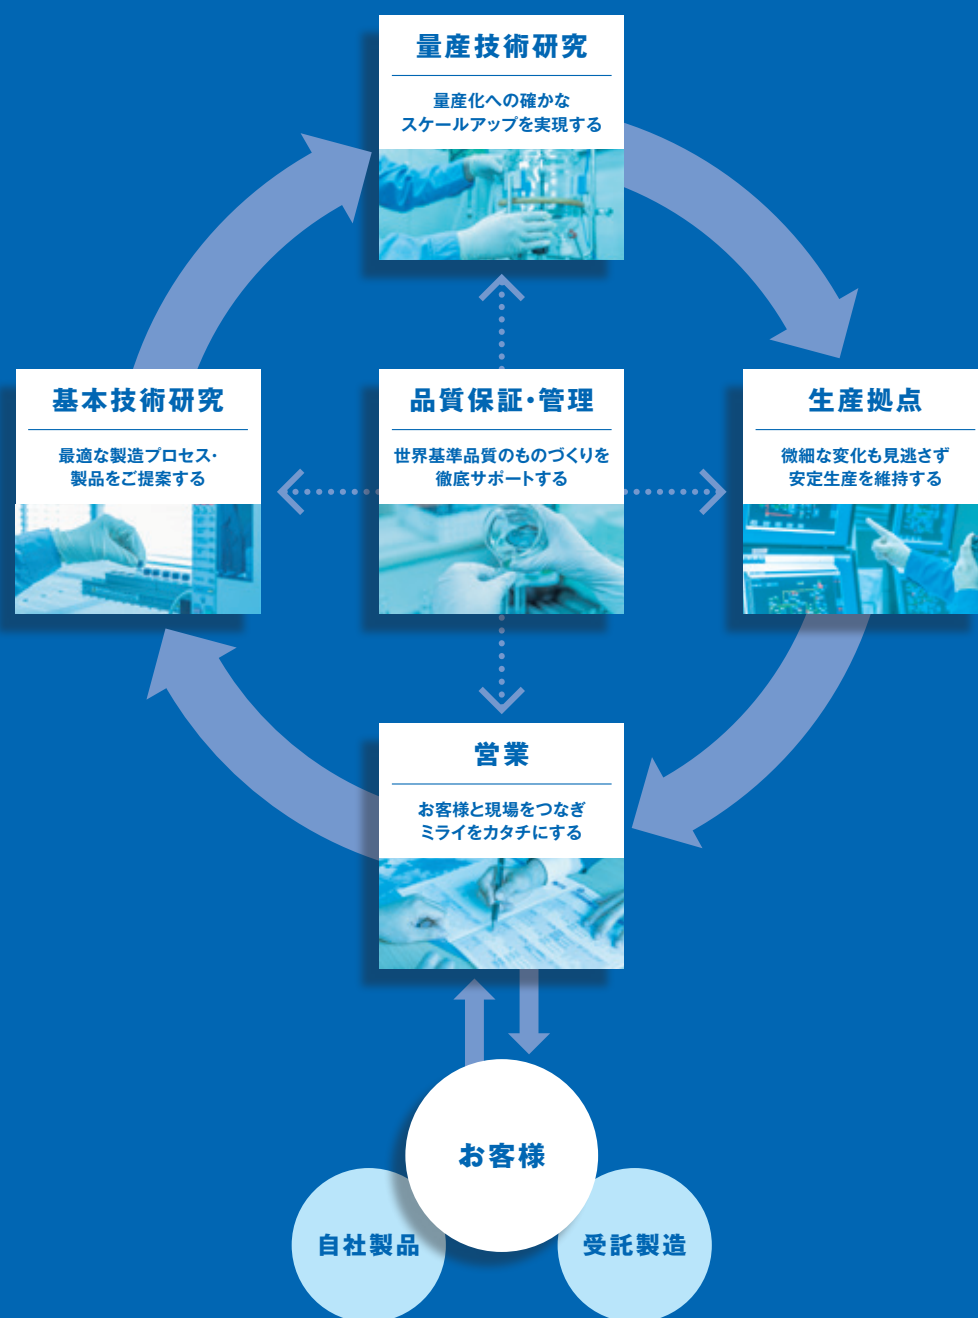 量産技術研究
量産化への確かな
スケールアップを実現する
基本技術研究
最適な製造プロセス・
製品をご提案する
品質保証・管理
世界基準品質のものづくりを
徹底サポートする
生産拠点
微細な変化も見逃さず
安定生産を維持する
営業
お客様と現場をつなぎ
ミライをカタチにする
お客様
自社製品
受託製造